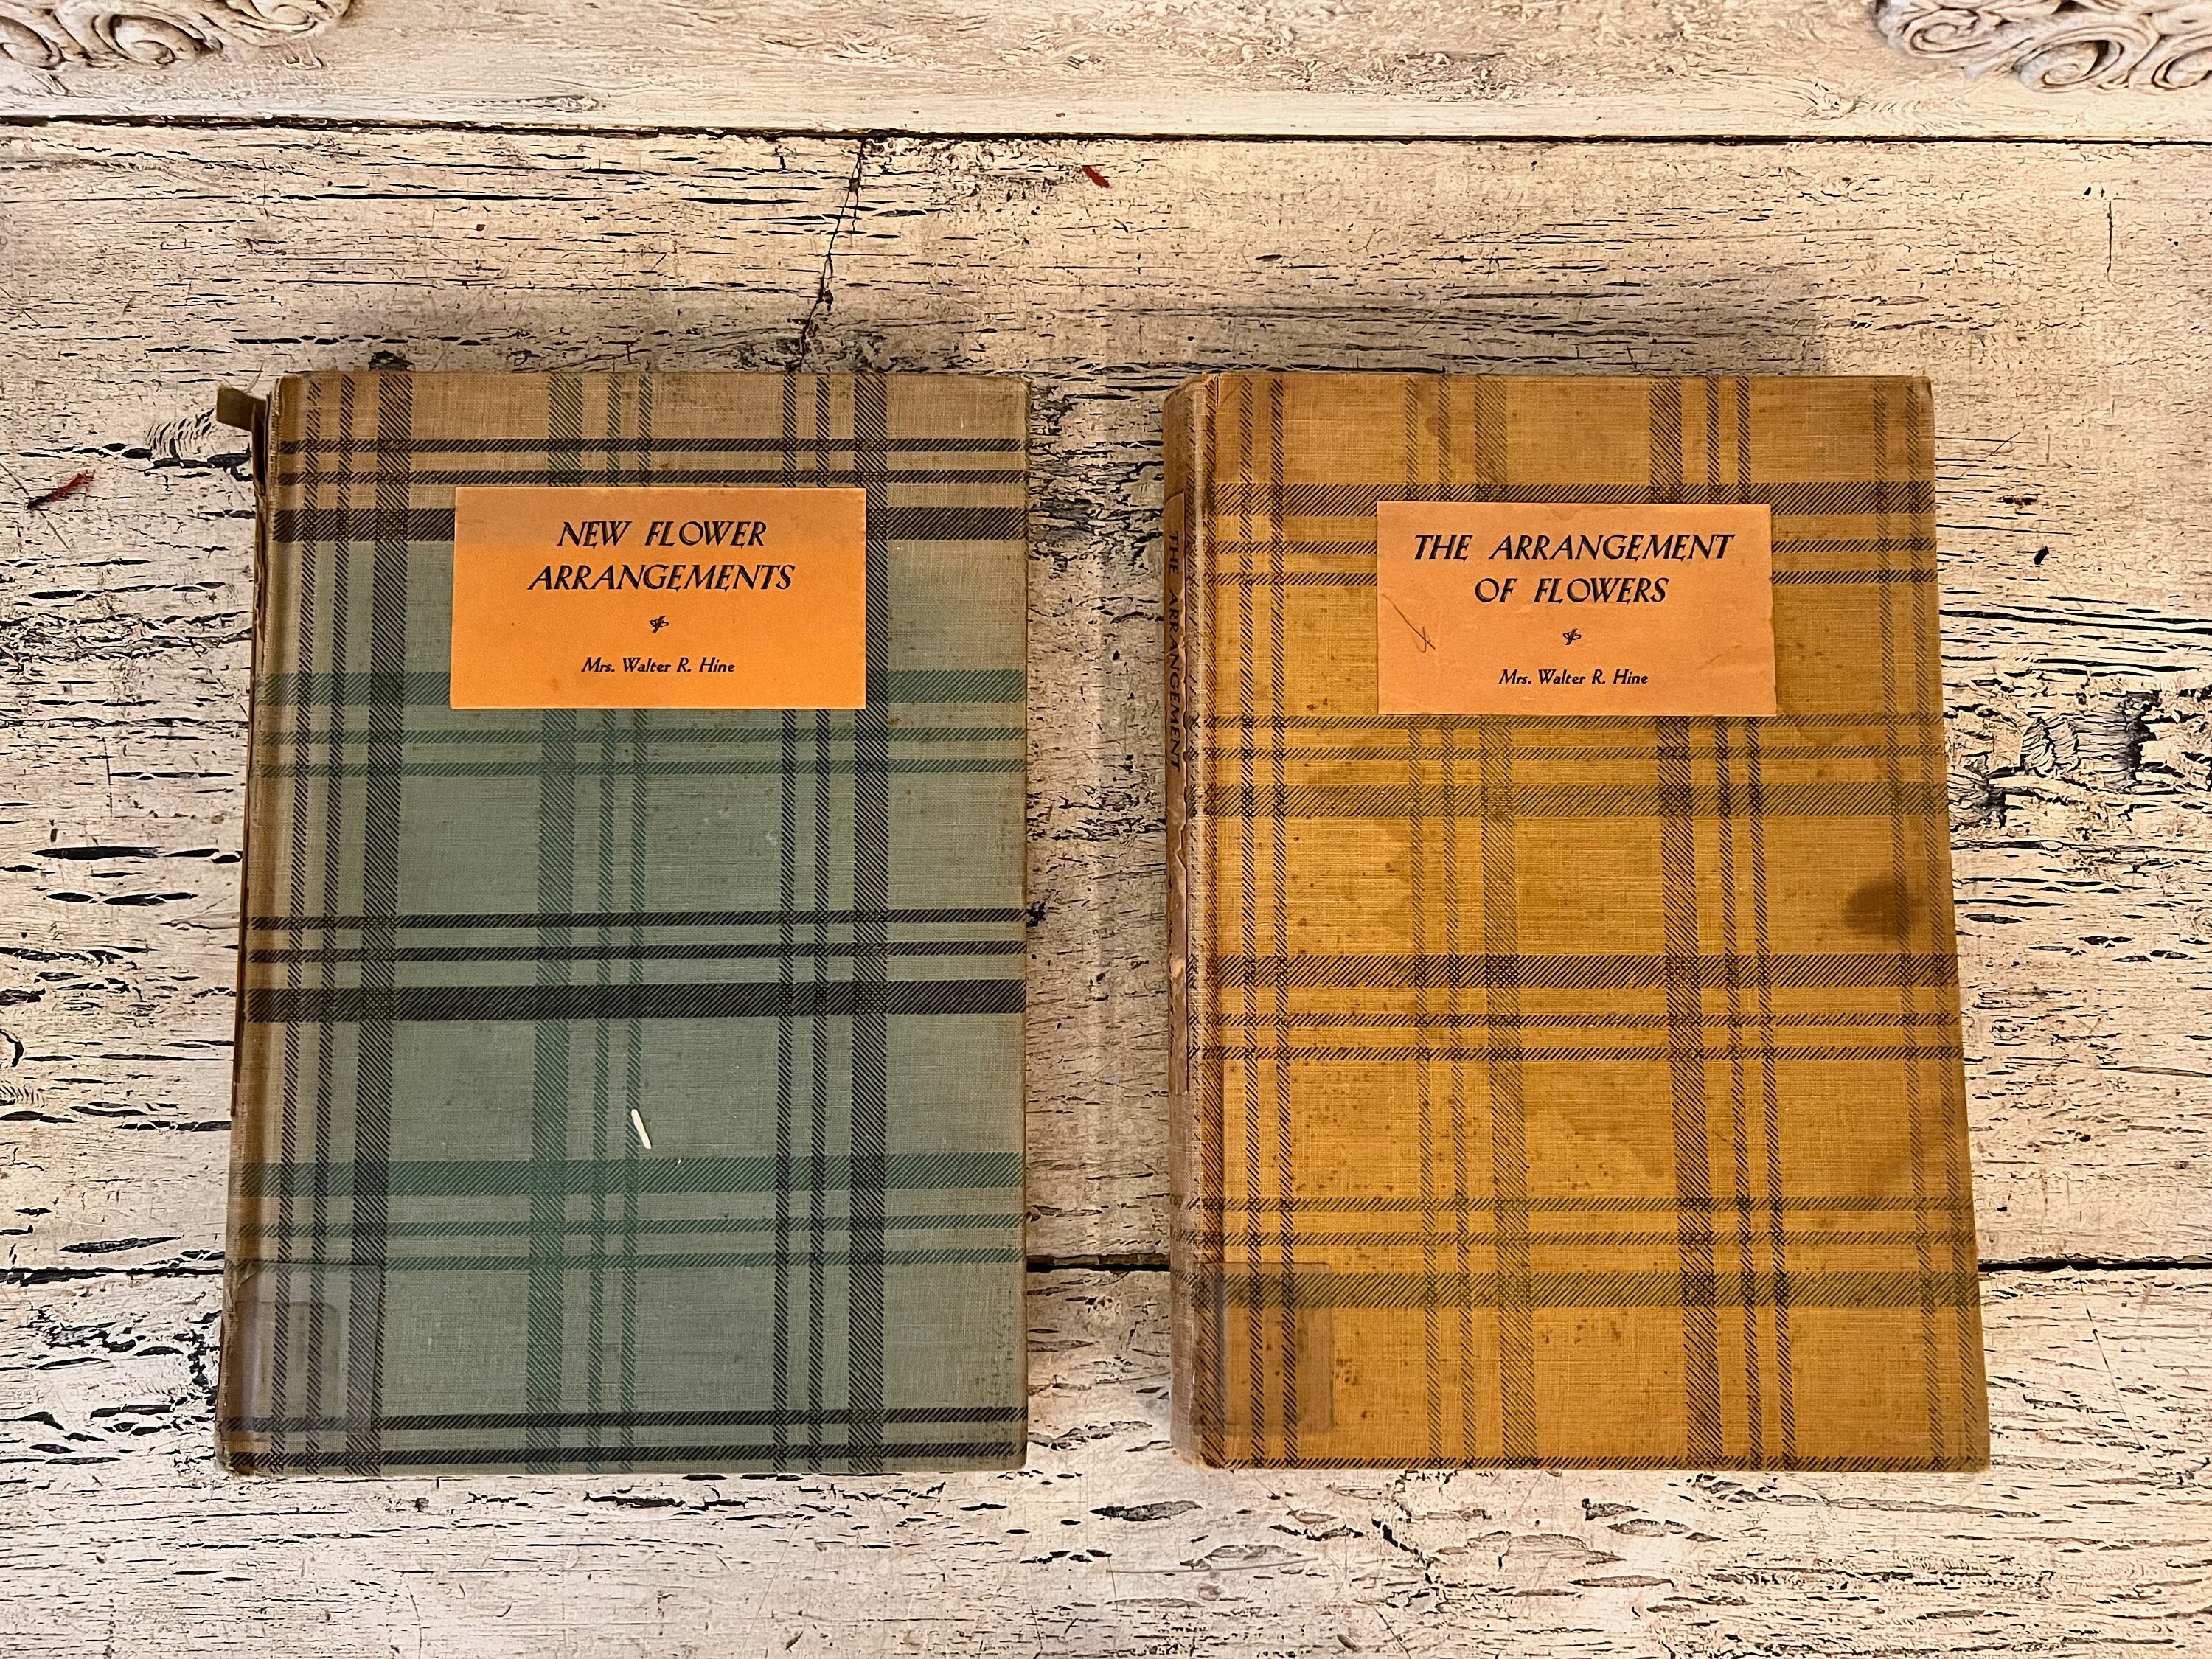 NEW FLOWER
ARRANGEMENTS
Mrs. Walter R. Hine
THE ARRANGEMENT
OF FLOWERS
Mrs. Walter R. Hine
THE ARRANGEMENT